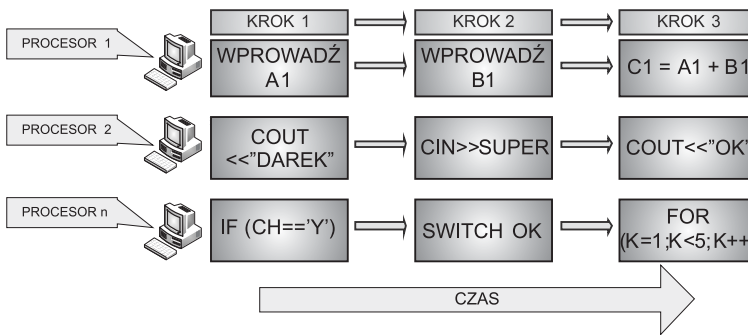 KROK 1
KROK 2
KROK 3
PROCESOR 1
WPROWADŹ
A1
WPROWADŹ
B1
C1 = A1 + B1
PROCESOR 2
COUT
<<"DAREK"
CIN>>SUPER
COUT<<"OK"
PROCESOR n
IF (CH=='Y')
SWITCH OK
FOR
(K=1;K<5;K++
CZAS